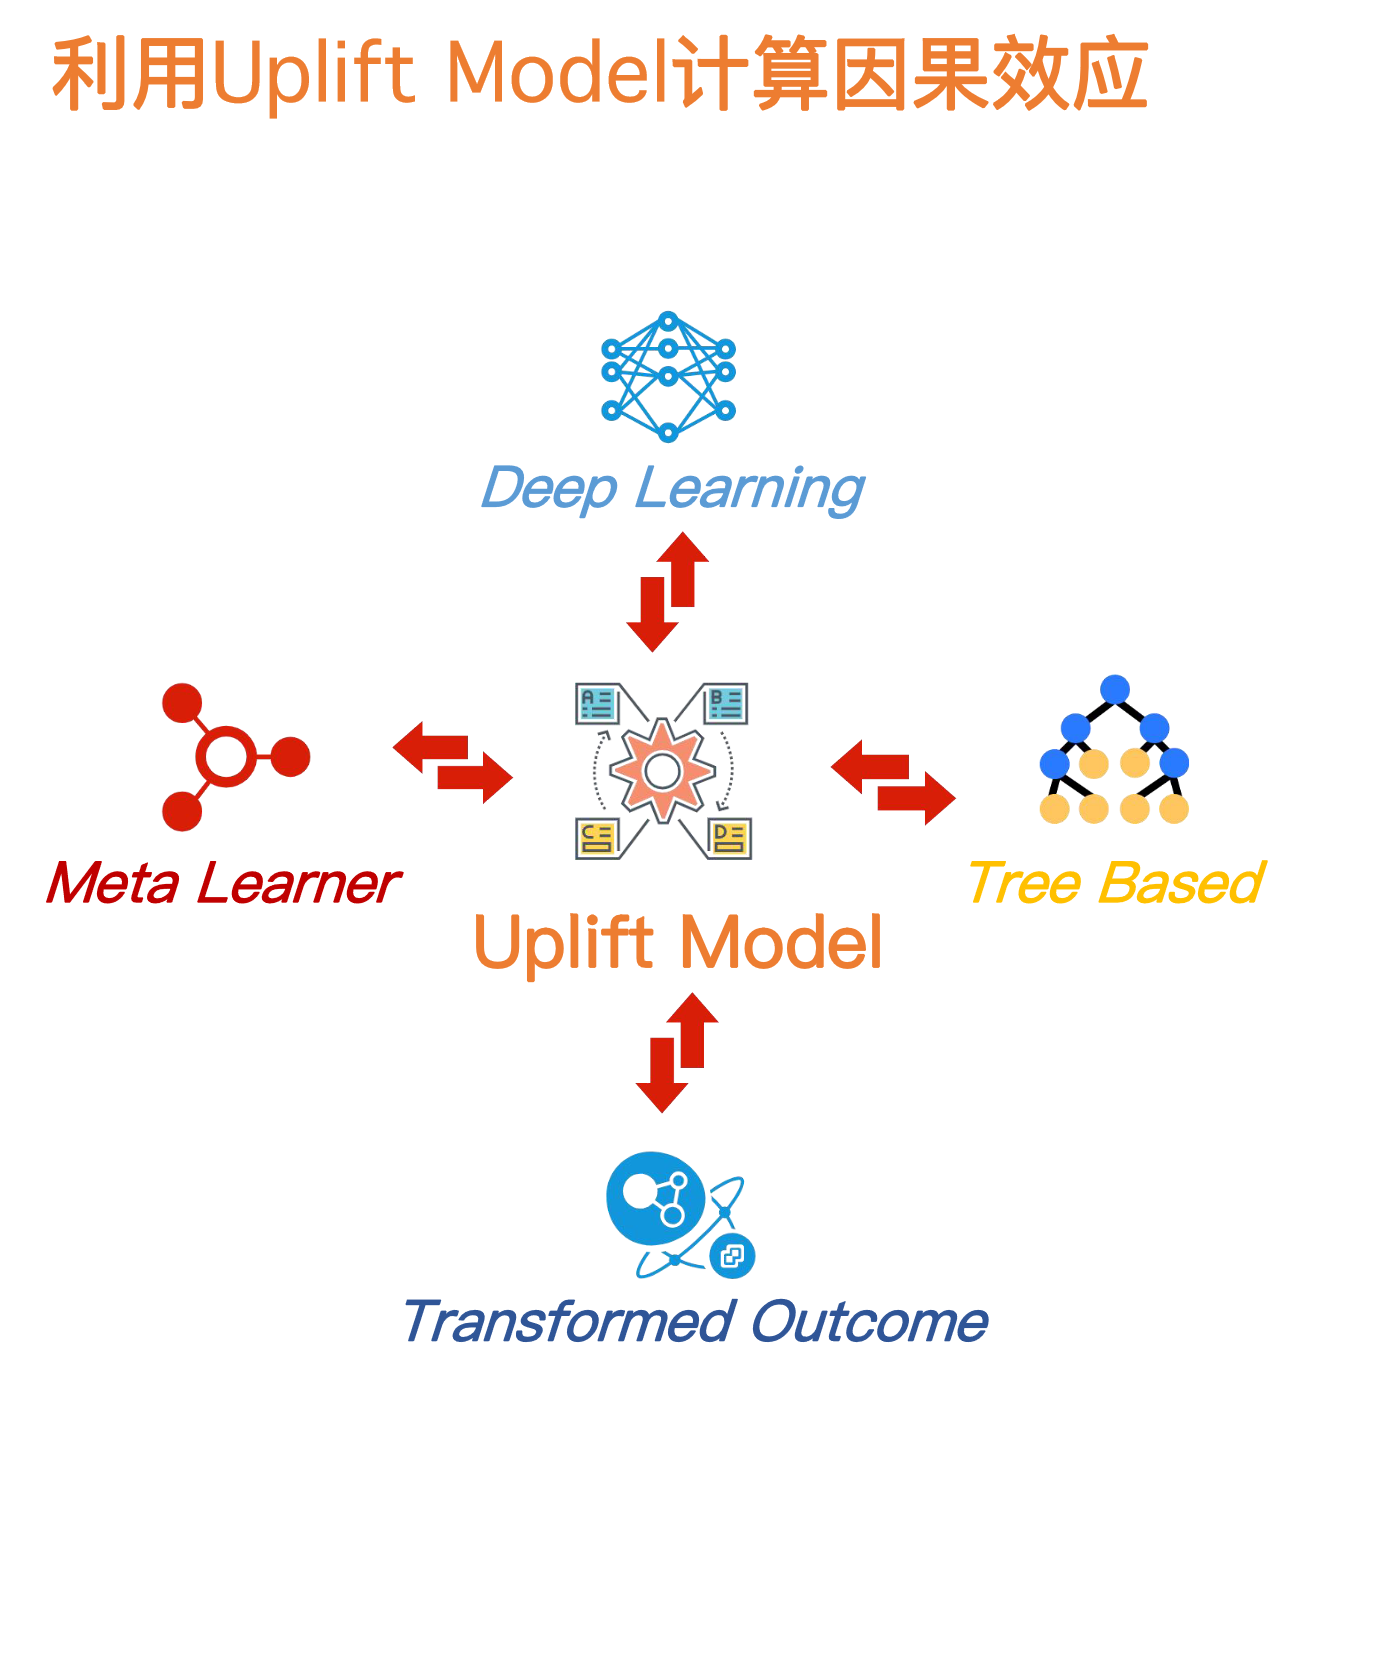 利用Uplift Model计算因果效应
Deep Learning
A
B
C
D
Meta Learner
Tree Based
Uplift Model
Transformed Outcome